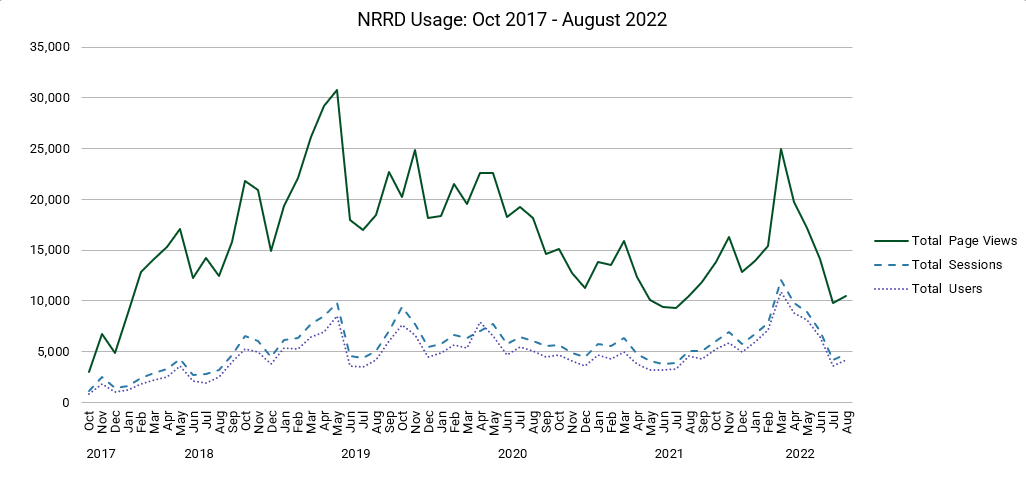 NRRD Usage: Oct 2017 - August 2022
35,000
30,000
25,000
20,000
15,000
10,000
5,000
0
Total Page Views
Total Sessions
Total Users
Oct Nov Dec Jan Feb Mar Apr May Jun Jul Aug Sep Oct Nov Dec Jan Feb Mar Apr May Jun Jul Aug Sep Oct Nov Dec Jan Feb Mar Apr May Jun Jul Aug Sep Oct Nov Dec Jan Feb Mar Apr May Jun Jul Aug Sep Oct Nov Dec Jan Feb Mar Apr May Jun Jul Aug
2017 2018 2019 2020 2021 2022